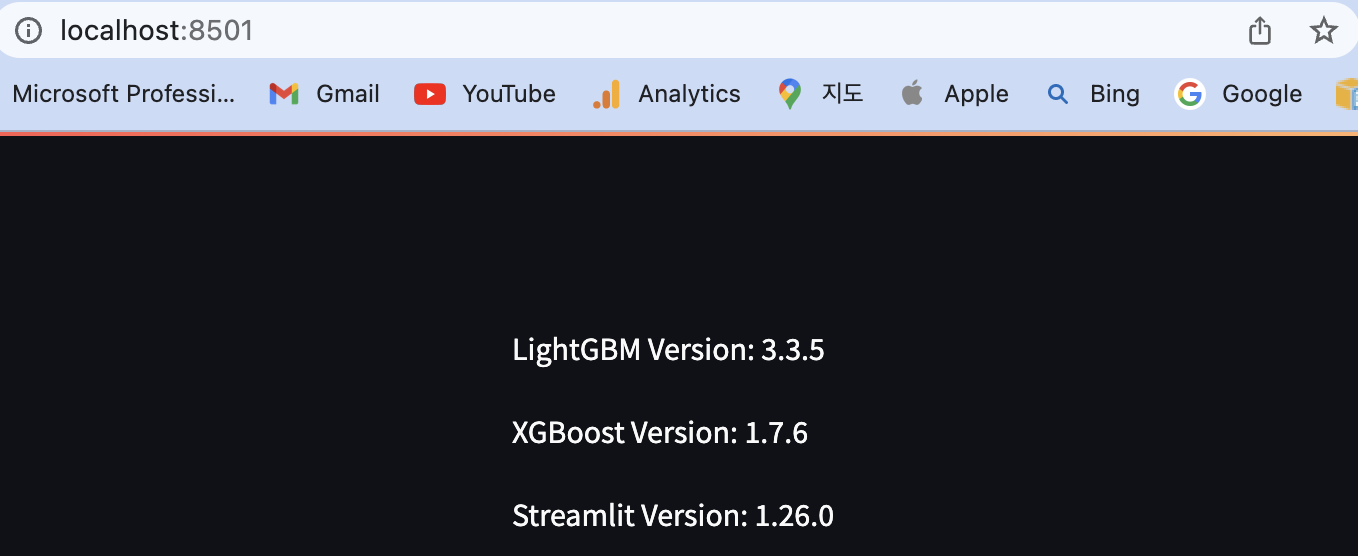 localhost:8501
Microsoft Professi... Gmail YouTube Analytics 지도 Apple Bing Google
LightGBM Version: 3.3.5
XGBoost Version: 1.7.6
Streamlit Version: 1.26.0